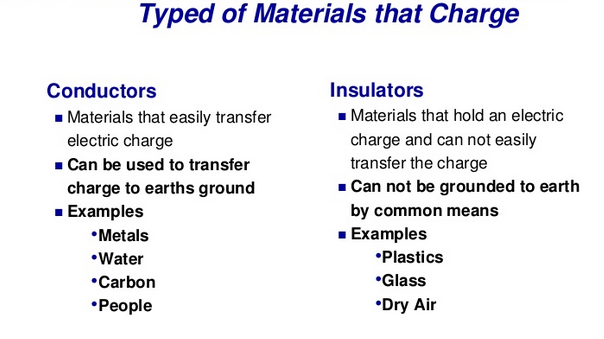 Typed of Materials that Charge
Conductors
■ Materials that easily transfer
electric charge
■ Can be used to transfer
charge to earths ground
■ Examples
•Metals
•Water
•Carbon
•People
Insulators
■ Materials that hold an electric
charge and can not easily
transfer the charge
■ Can not be grounded to earth
by common means
■ Examples
•Plastics
•Glass
•Dry Air